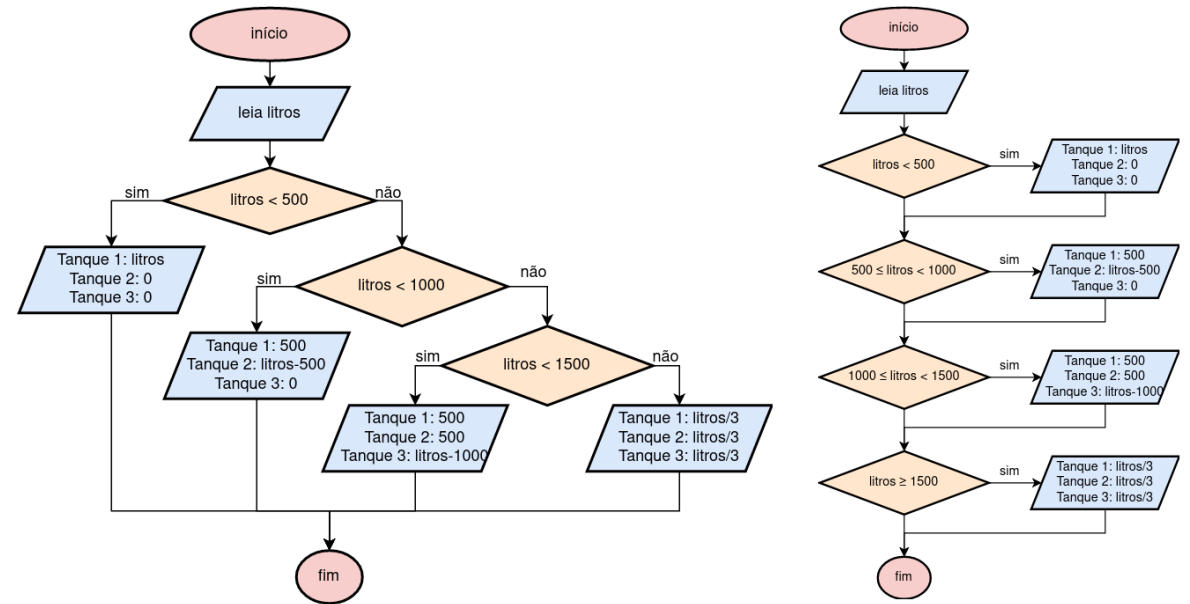 início
leia litros
litros < 500
sim
não
Tanque 1: litros
Tanque 2: 0
Tanque 3: 0
litros < 1000
sim
não
Tanque 1: 500
Tanque 2: litros-500
Tanque 3: 0
litros < 1500
sim
não
Tanque 1: 500
Tanque 2: 500
Tanque 3: litros-1000
Tanque 1: litros/3
Tanque 2: litros/3
Tanque 3: litros/3
fim
início
leia litros
litros < 500
sim
Tanque 1: litros
Tanque 2: 0
Tanque 3: 0
500 ≤ litros < 1000
sim
Tanque 1: 500
Tanque 2: litros-500
Tanque 3: 0
1000 ≤ litros < 1500
sim
Tanque 1: 500
Tanque 2: 500
Tanque 3: litros-1000
litros ≥ 1500
sim
Tanque 1: litros/3
Tanque 2: litros/3
Tanque 3: litros/3
fim